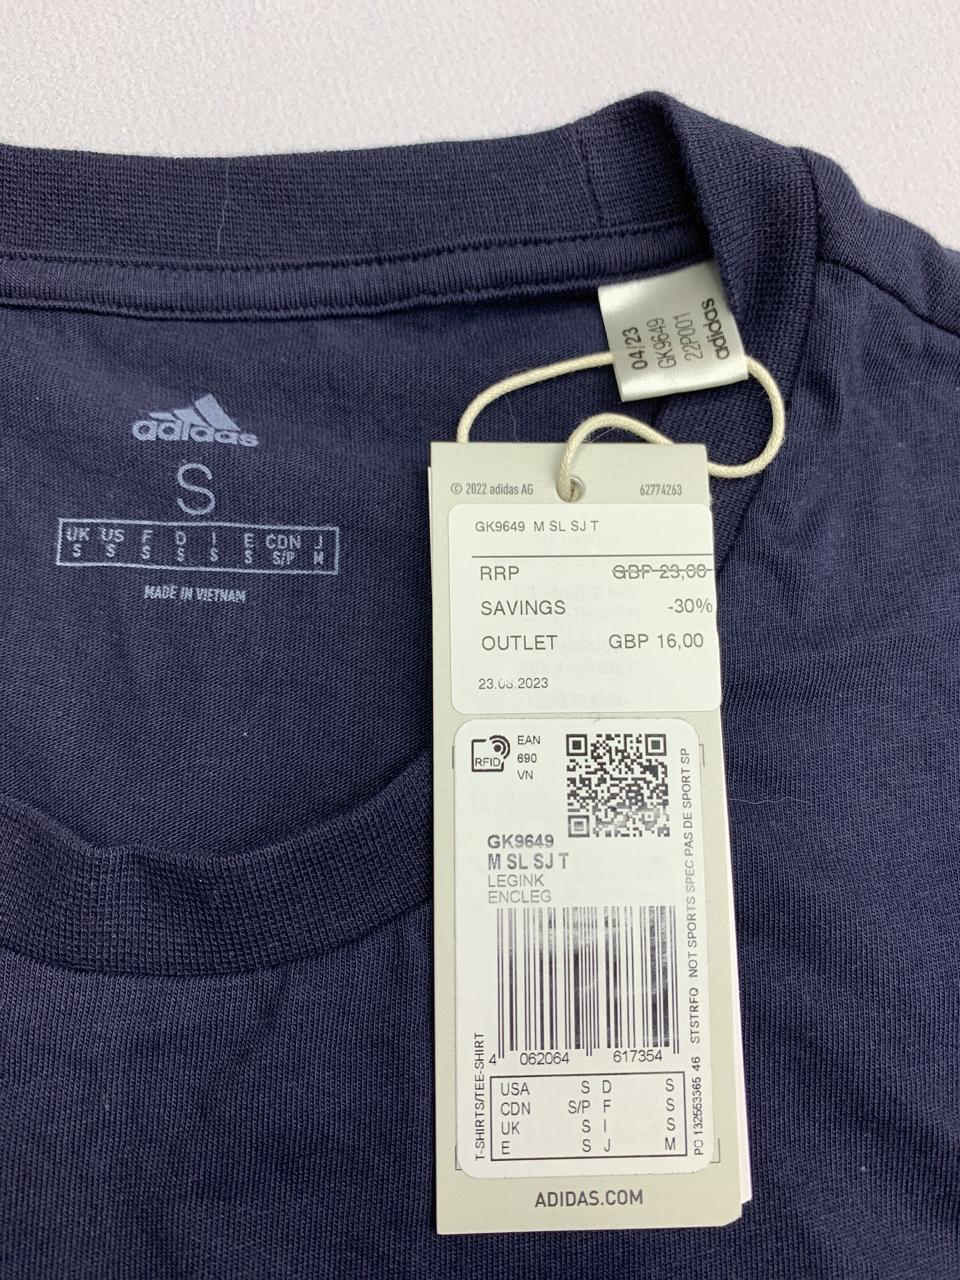 04/23
GK9649
22P001
adidas
adidas
S
UK US F D I E CDN J
S S S S S S S/P M
MADE IN VIETNAM
© 2022 adidas AG 62774263
GK9649 M SL SJ T
RRP GBP 23,00
SAVINGS -30%
OUTLET GBP 16,00
23.08.2023
RFID
EAN
690
VN
GK9649
M SL SJ T
LEGINK
ENCLEG
4 062064 617354
T-SHIRTS/TEE-SHIRT
PO 132553365 46 STSTRFQ NOT SPORTS SPEC PAS DE SPORT SP
USA S D S
CDN S/P F S
UK S I S
E S J M
ADIDAS.COM